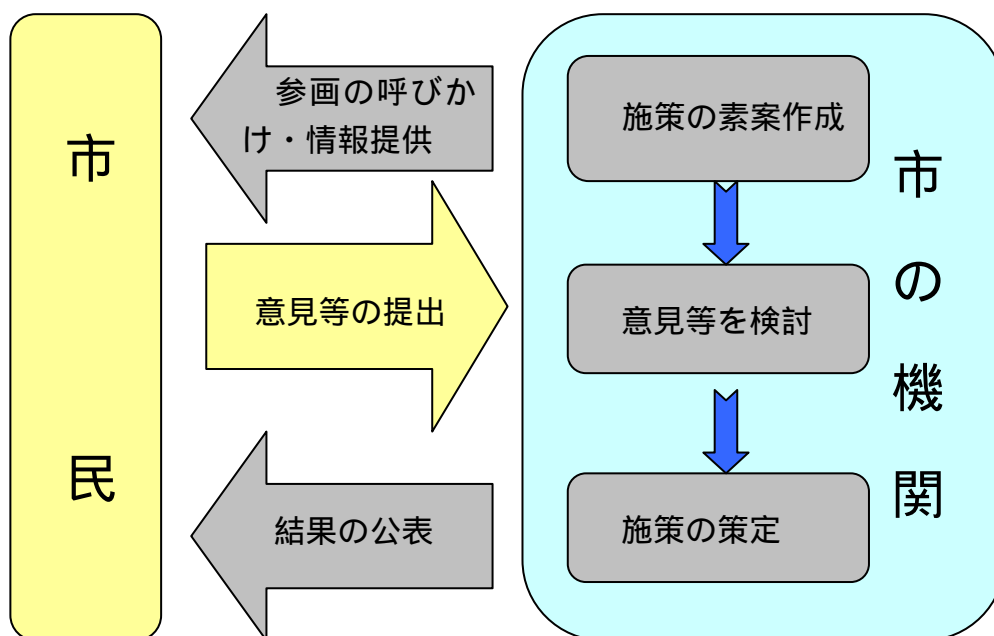 市民
参画の呼びか
け・情報提供
意見等の提出
結果の公表
施策の素案作成
意見等を検討
施策の策定
市の機関